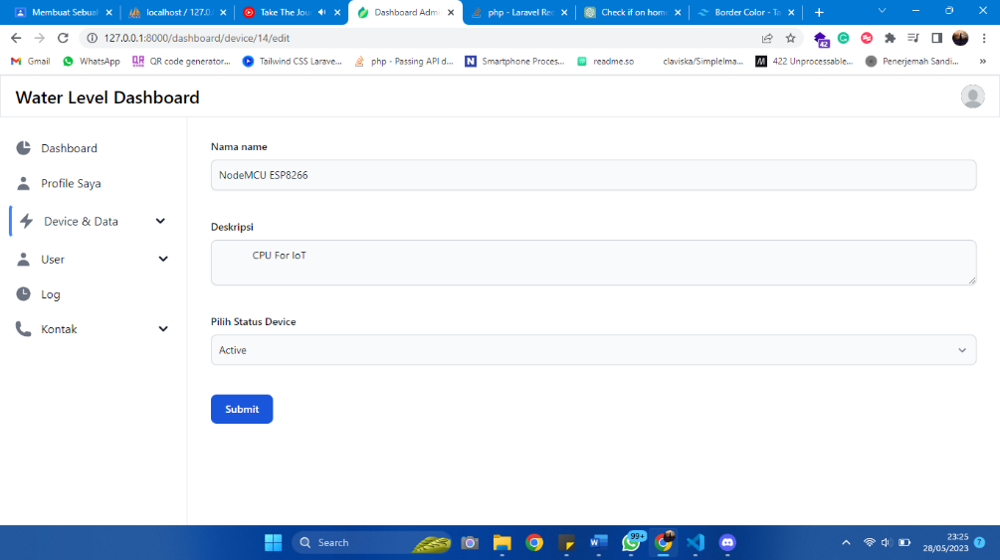 Membuat Sebuah
localhost / 127.0.
Take The Jou
Dashboard Adm
php - Laravel Re
Check if on hom
Border Color - Ta
127.0.0.1:8000/dashboard/device/14/edit
42
Gmail
WhatsApp
QR code generator...
Tailwind CSS Larave...
php - Passing API d...
Smartphone Proces...
readme.so
claviska/SimpleIma...
422 Unprocessable...
Penerjemah Sandi...
Water Level Dashboard
Dashboard
Profile Saya
Device & Data
User
Log
Kontak
Nama name
NodeMCU ESP8266
Deskripsi
CPU For IoT
Pilih Status Device
Active
Submit
Search
99+
23:25
28/05/2023